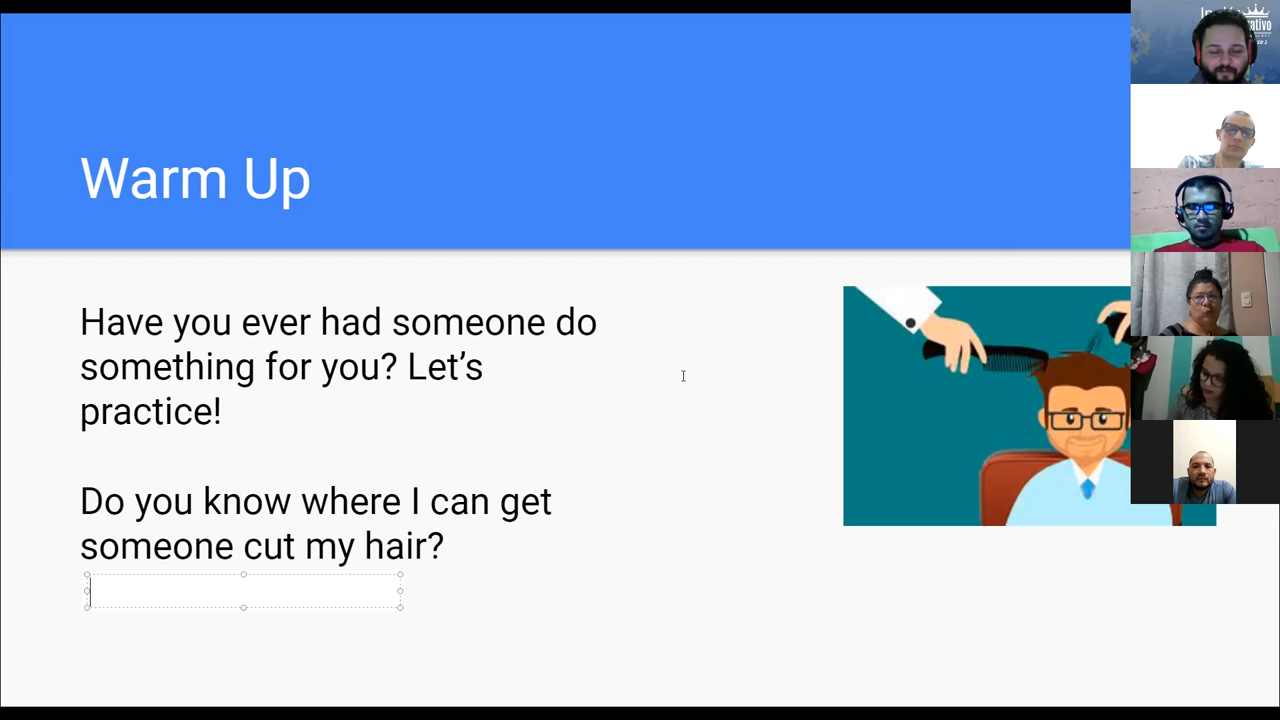 Warm Up
Have you ever had someone do
something for you? Let’s
practice!
Do you know where I can get
someone cut my hair?